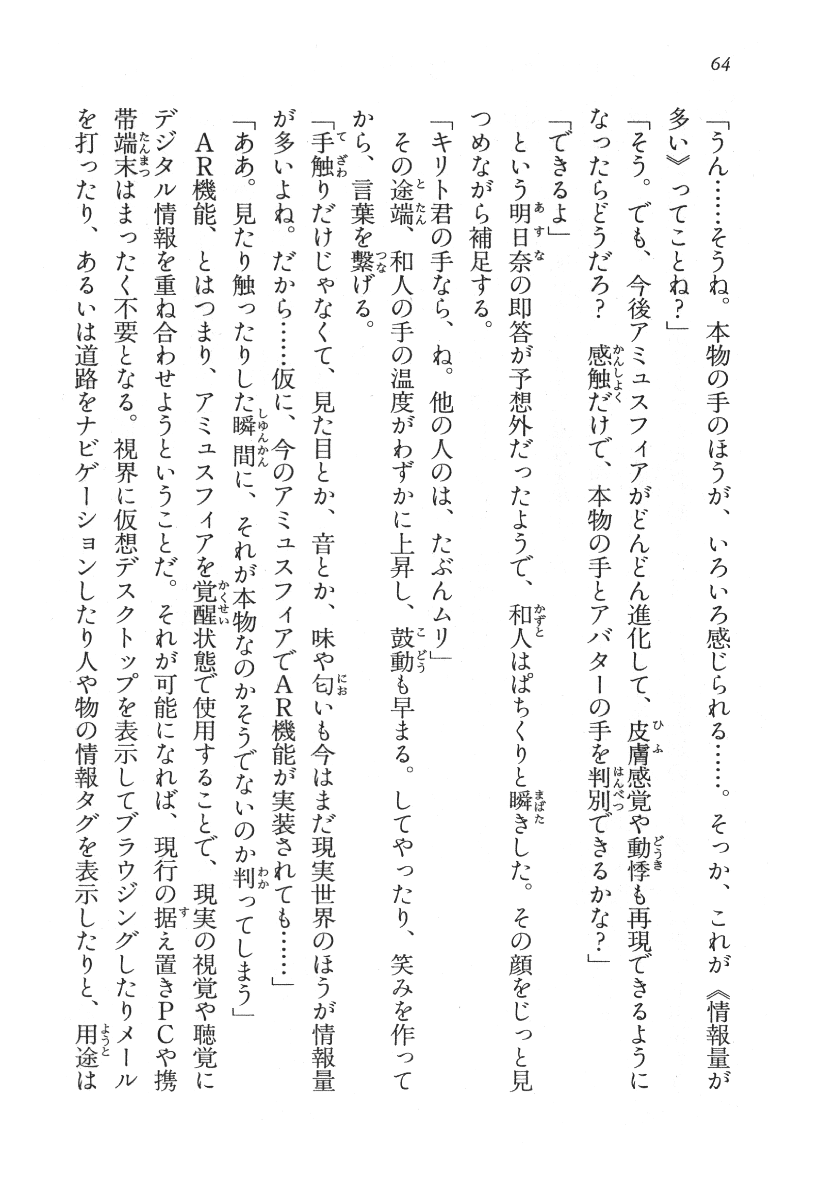 64
「うん……そうね。本物の手のほうが、いろいろ感じられる……。そっか、これが《情報量が
多い》ってことね?」
「そう。でも、今後アミュスフィアがどんどん進化して、皮膚感覚や動悸も再現できるように
なったらどうだろ? 感触だけで、本物の手とアバターの手を判別できるかな?」
「できるよ」
という明日奈の即答が予想外だったようで、和人はぱちくりと瞬きした。その顔をじっと見
つめながら補足する。
「キリト君の手なら、ね。他の人のは、たぶんムリ」
その途端、和人の手の温度がわずかに上昇し、鼓動も早まる。してやったり、笑みを作って
から、言葉を繋げる。
「手触りだけじゃなくて、見た目とか、音とか、味や匂いも今はまだ現実世界のほうが情報量
が多いよね。だから……仮に、今のアミュスフィアでAR機能が実装されても……」
「ああ。見たり触ったりした瞬間に、それが本物なのかそうでないのか判ってしまう」
AR機能、とはつまり、アミュスフィアを覚醒状態で使用することで、現実の視覚や聴覚に
デジタル情報を重ね合わせようということだ。それが可能になれば、現行の据え置きPCや携
帯端末はまったく不要となる。視界に仮想デスクトップを表示してブラウジングしたりメール
を打ったり、あるいは道路をナビゲーションしたり人や物の情報タグを表示したりと、用途は